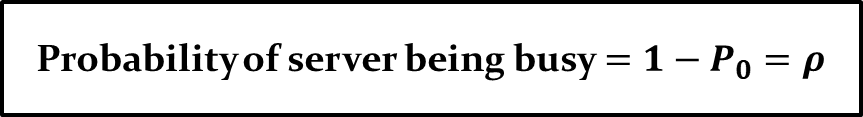 Probability of server being busy = 1 − P₀ = ρ